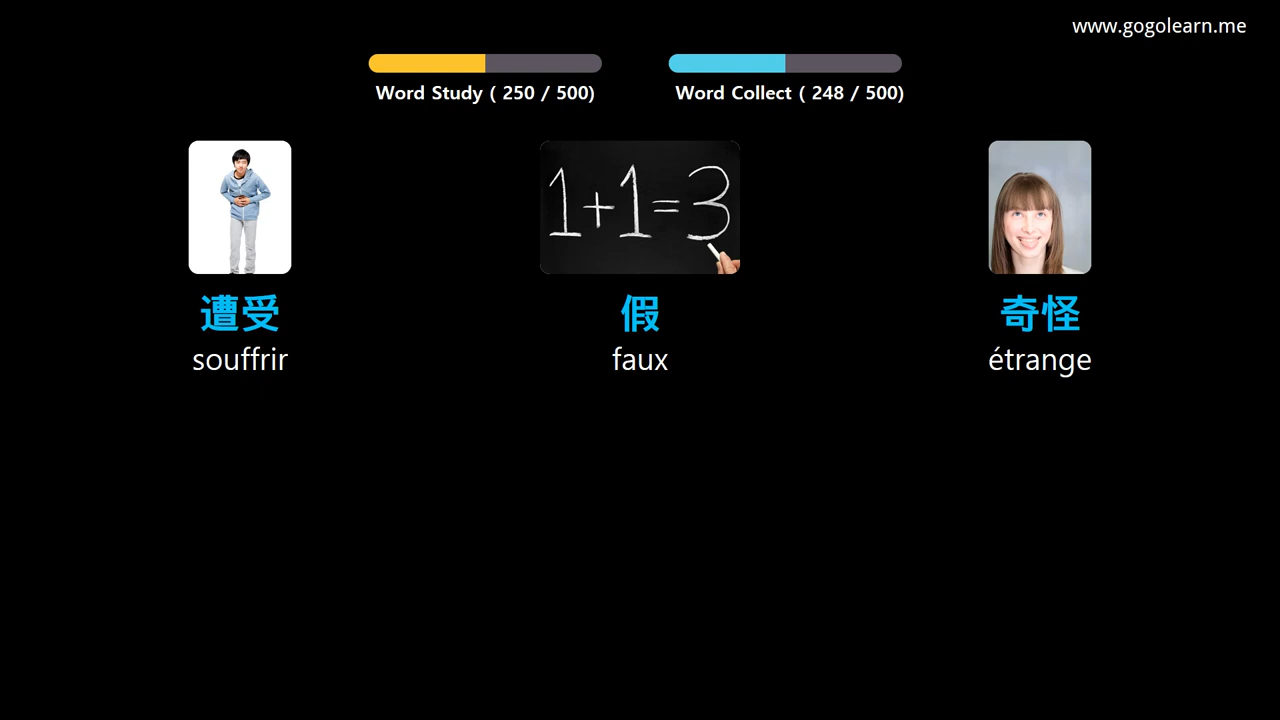 www.gogolearn.me
Word Study ( 250 / 500)
Word Collect ( 248 / 500)
1+1=3
遭受
假
奇怪
souffrir
faux
étrange